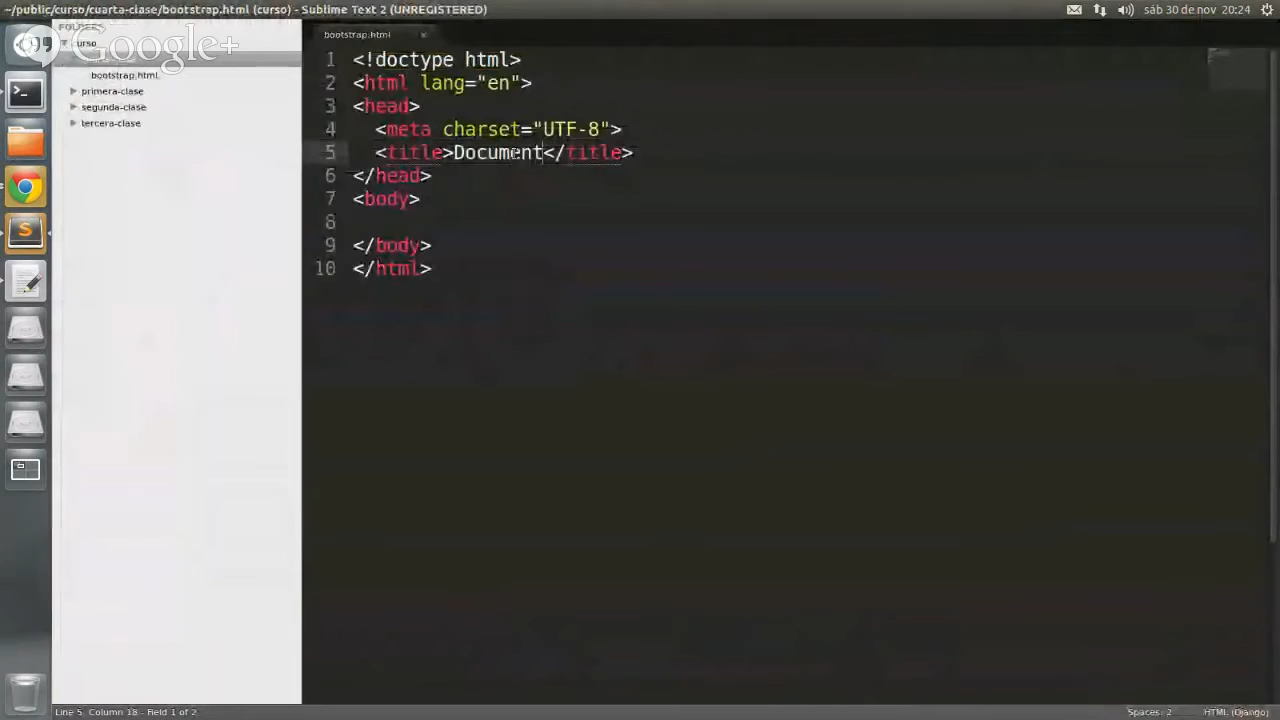 ~/public/curso/cuarta-clase/bootstrap.html (curso) - Sublime Text 2 (UNREGISTERED)
sáb 30 de nov 20:24
Google+
FOLDERS
curso
bootstrap.html
primera-clase
segunda-clase
tercera-clase
bootstrap.html ×
1 <!doctype html>
2 <html lang="en">
3 <head>
4 <meta charset="UTF-8">
5 <title>Document</title>
6 </head>
7 <body>
8
9 </body>
10 </html>
Line 5, Column 18 - Field 1 of 2
Spaces: 2
HTML (Django)